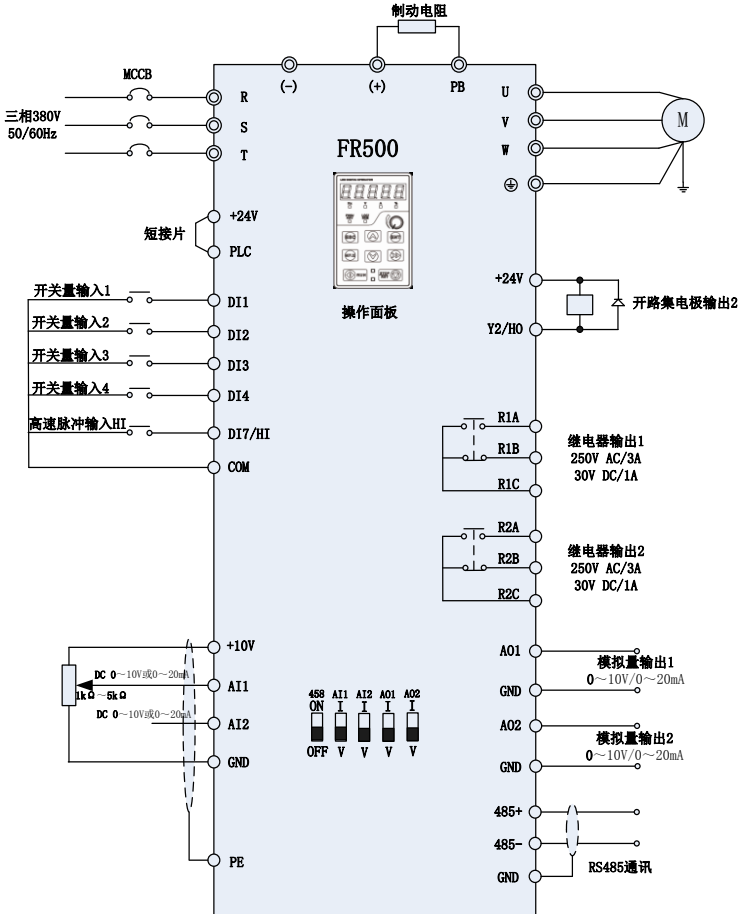 制动电阻
(-)
(+)
PB
MCCB
三相380V
50/60Hz
R
S
T
U
V
W
M
FR500
操作面板
短接片
+24V
PLC
开关量输入1
DI1
开关量输入2
DI2
开关量输入3
DI3
开关量输入4
DI4
高速脉冲输入HI
DI7/HI
COM
+24V
Y2/HO
开路集电极输出2
R1A
R1B
R1C
继电器输出1
250V AC/3A
30V DC/1A
R2A
R2B
R2C
继电器输出2
250V AC/3A
30V DC/1A
+10V
DC 0～10V或0～20mA
AI1
1kΩ～5kΩ
DC 0～10V或0～20mA
AI2
GND
PE
458 AI1 AI2 AO1 AO2
ON I I I I
OFF V V V V
AO1
模拟量输出1
0～10V/0～20mA
GND
AO2
模拟量输出2
0～10V/0～20mA
GND
485+
485-
RS485通讯
GND